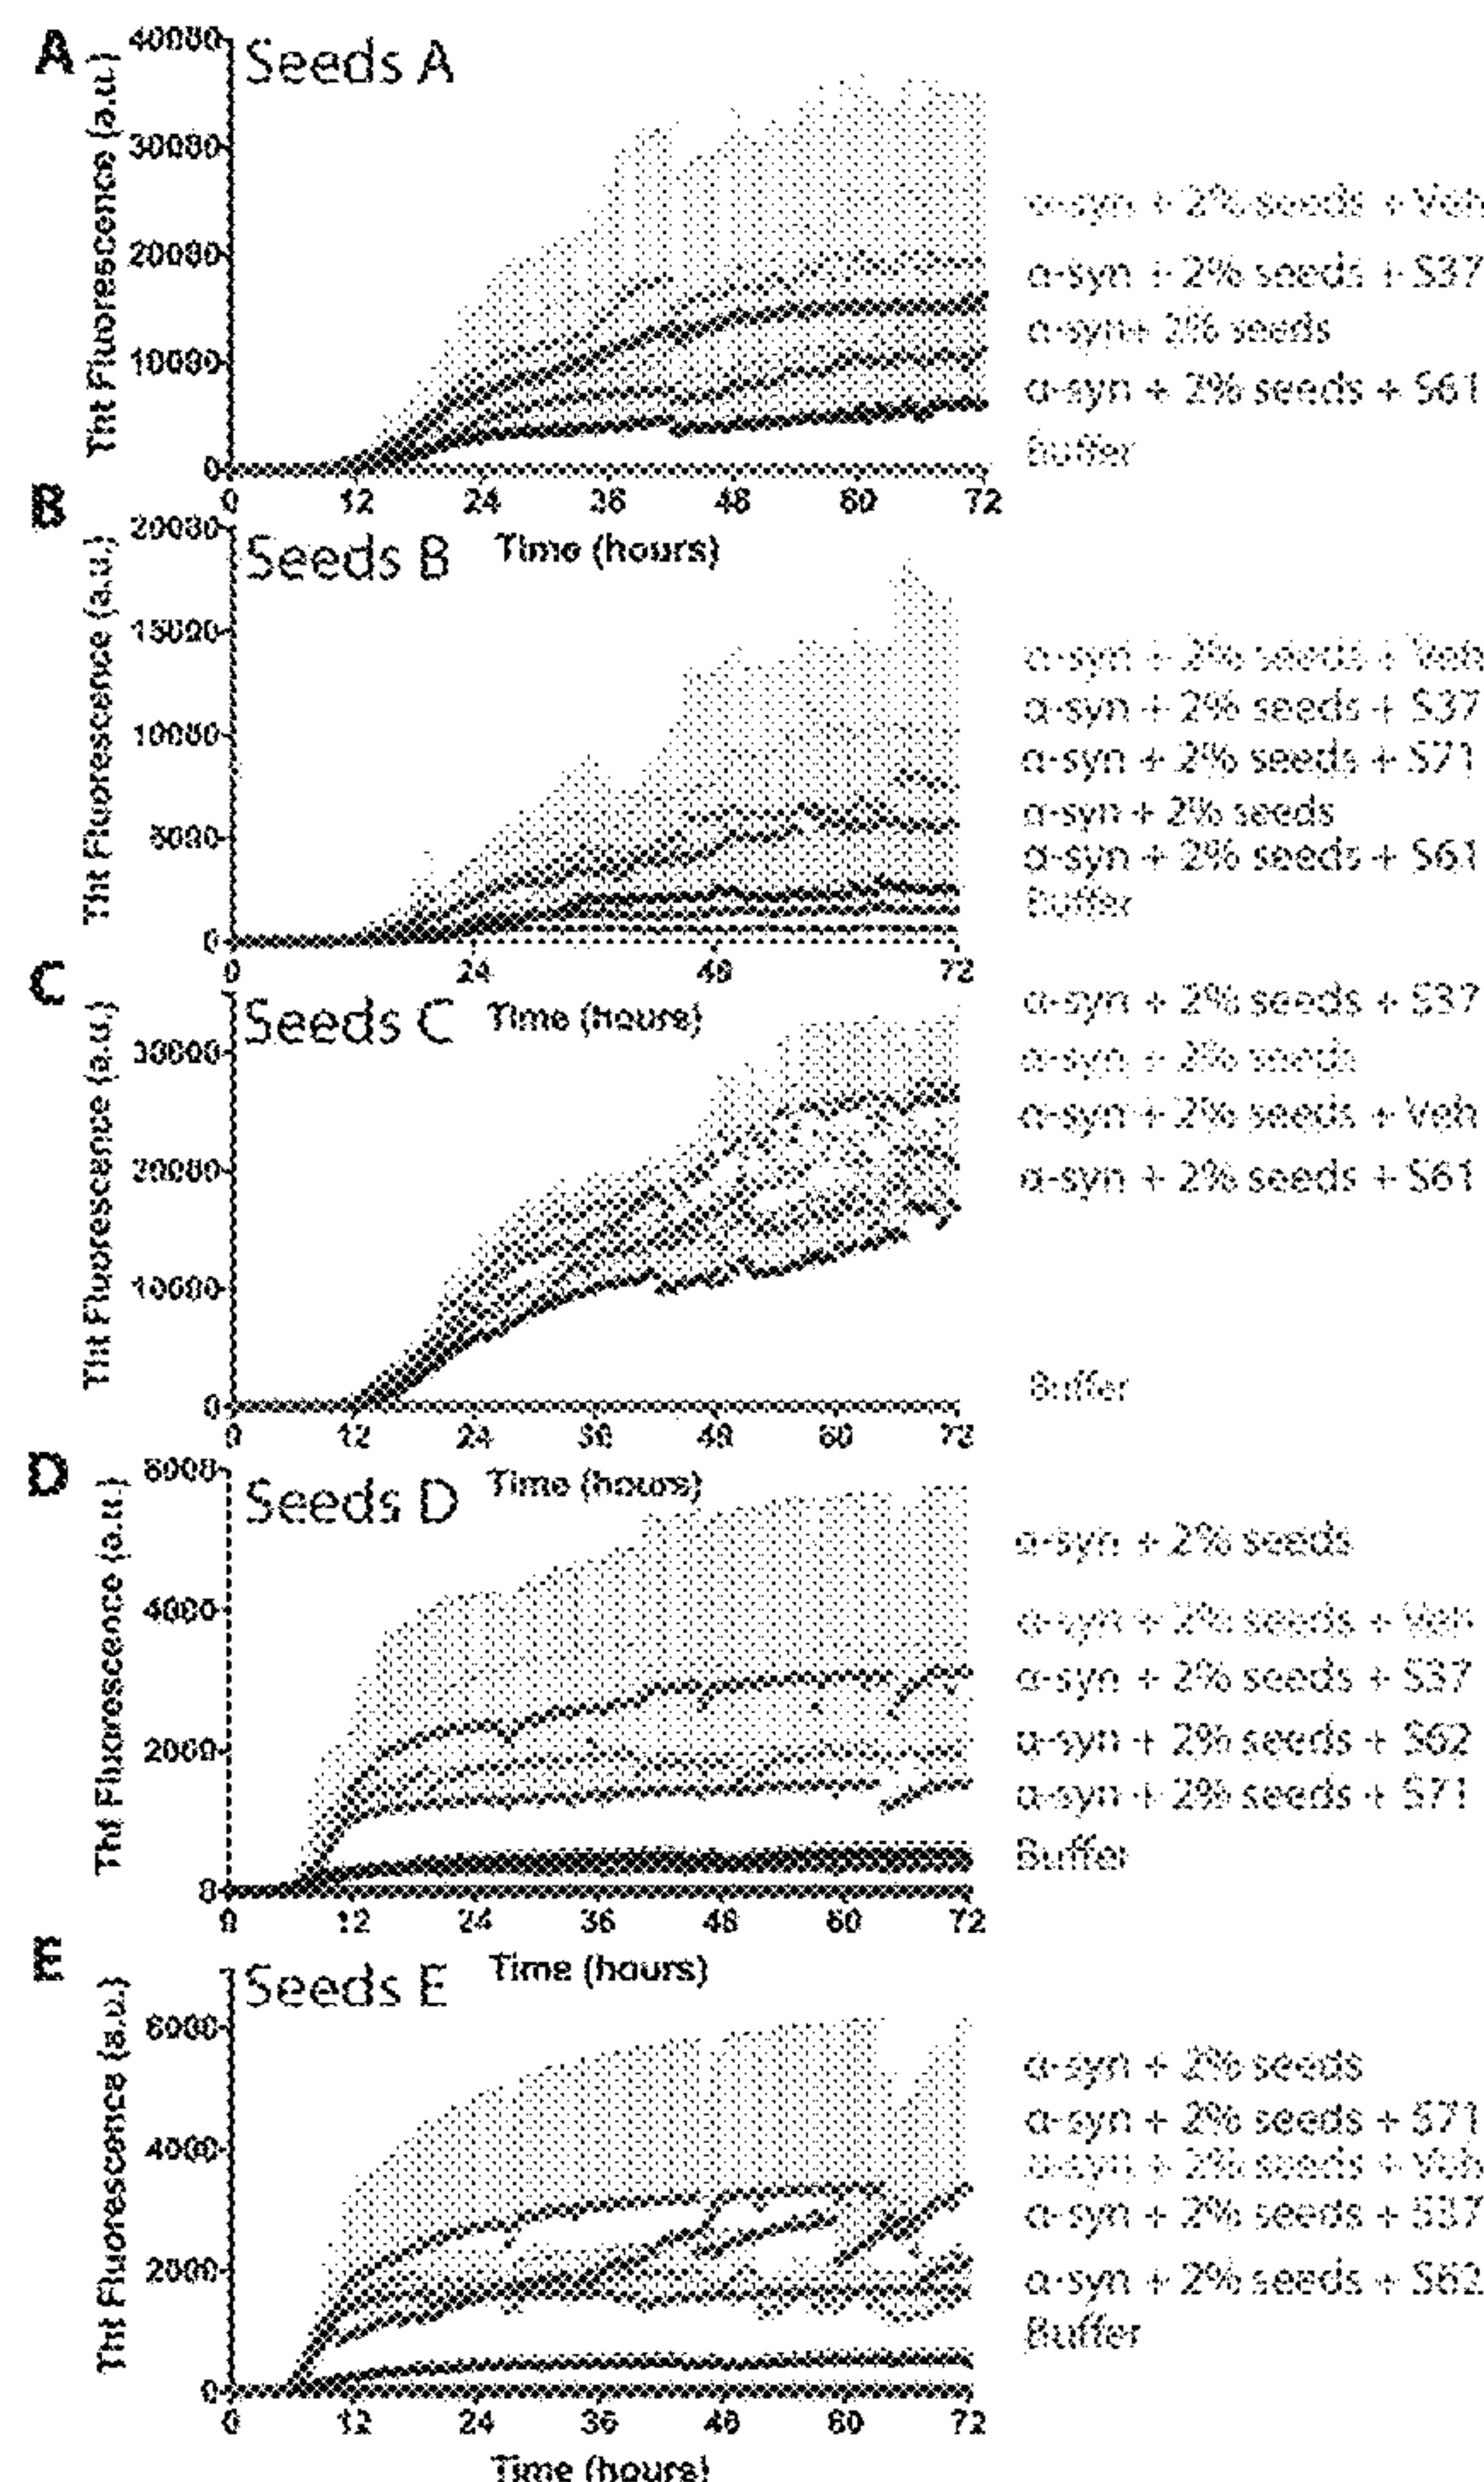 A
Seeds A
Tht Fluorescence (a.u.)
40000
30000
20000
10000
0
0 12 24 36 48 60 72
Time (hours)
α-syn + 2% seeds + Veh
α-syn + 2% seeds + S37
α-syn+ 2% seeds
α-syn + 2% seeds + S61
Buffer
B
Seeds B
Tht Fluorescence (a.u.)
20000
15000
10000
5000
0
0 24 48 72
Time (hours)
α-syn + 2% seeds + Veh
α-syn + 2% seeds + S37
α-syn + 2% seeds + S71
α-syn + 2% seeds
α-syn + 2% seeds + S61
Buffer
C
Seeds C
Tht Fluorescence (a.u.)
30000
20000
10000
0
0 12 24 36 48 60 72
Time (hours)
α-syn + 2% seeds + S37
α-syn + 2% seeds
α-syn + 2% seeds + Veh
α-syn + 2% seeds + S61
Buffer
D
Seeds D
Tht Fluorescence (a.u.)
6000
4000
2000
0
0 12 24 36 48 60 72
Time (hours)
α-syn + 2% seeds
α-syn + 2% seeds + Veh
α-syn + 2% seeds + S37
α-syn + 2% seeds + S62
α-syn + 2% seeds + S71
Buffer
E
Seeds E
Tht Fluorescence (a.u.)
6000
4000
2000
0
0 12 24 36 48 60 72
Time (hours)
α-syn + 2% seeds
α-syn + 2% seeds + S71
α-syn + 2% seeds + Veh
α-syn + 2% seeds + S37
α-syn + 2% seeds + S62
Buffer